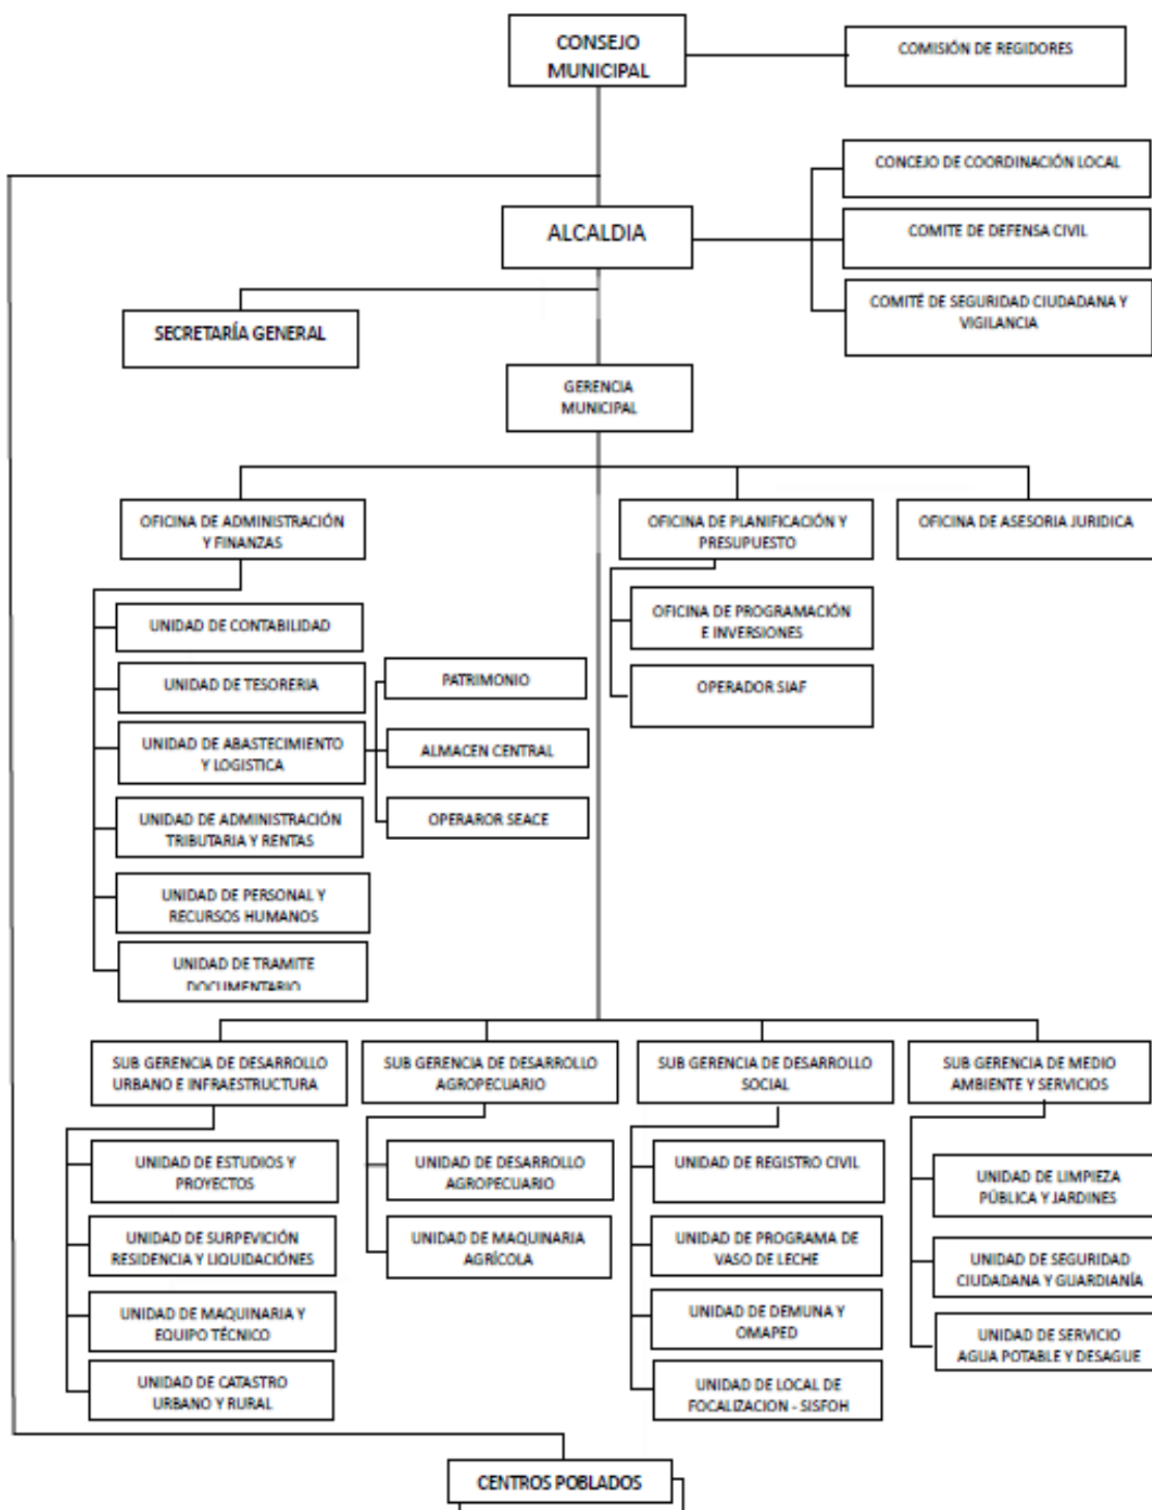 CONSEJO
MUNICIPAL
COMISIÓN DE REGIDORES
CONCEJO DE COORDINACIÓN LOCAL
ALCALDIA
COMITE DE DEFENSA CIVIL
COMITÉ DE SEGURIDAD CIUDADANA Y
VIGILANCIA
SECRETARÍA GENERAL
GERENCIA
MUNICIPAL
OFICINA DE ADMINISTRACIÓN
Y FINANZAS
OFICINA DE PLANIFICACIÓN Y
PRESUPUESTO
OFICINA DE ASESORIA JURIDICA
UNIDAD DE CONTABILIDAD
UNIDAD DE TESORERIA
UNIDAD DE ABASTECIMIENTO
Y LOGISTICA
UNIDAD DE ADMINISTRACIÓN
TRIBUTARIA Y RENTAS
UNIDAD DE PERSONAL Y
RECURSOS HUMANOS
UNIDAD DE TRAMITE
DOCUMENTARIO
PATRIMONIO
ALMACEN CENTRAL
OPERAROR SEACE
OFICINA DE PROGRAMACIÓN
E INVERSIONES
OPERADOR SIAF
SUB GERENCIA DE DESARROLLO
URBANO E INFRAESTRUCTURA
SUB GERENCIA DE DESARROLLO
AGROPECUARIO
SUB GERENCIA DE DESARROLLO
SOCIAL
SUB GERENCIA DE MEDIO
AMBIENTE Y SERVICIOS
UNIDAD DE ESTUDIOS Y
PROYECTOS
UNIDAD DE SURPEVICIÓN
RESIDENCIA Y LIQUIDACIÓNES
UNIDAD DE MAQUINARIA Y
EQUIPO TÉCNICO
UNIDAD DE CATASTRO
URBANO Y RURAL
UNIDAD DE DESARROLLO
AGROPECUARIO
UNIDAD DE MAQUINARIA
AGRÍCOLA
UNIDAD DE REGISTRO CIVIL
UNIDAD DE PROGRAMA DE
VASO DE LECHE
UNIDAD DE DEMUNA Y
OMAPED
UNIDAD DE LOCAL DE
FOCALIZACION - SISFOH
UNIDAD DE LIMPIEZA
PÚBLICA Y JARDINES
UNIDAD DE SEGURIDAD
CIUDADANA Y GUARDIANÍA
UNIDAD DE SERVICIO
AGUA POTABLE Y DESAGUE
CENTROS POBLADOS